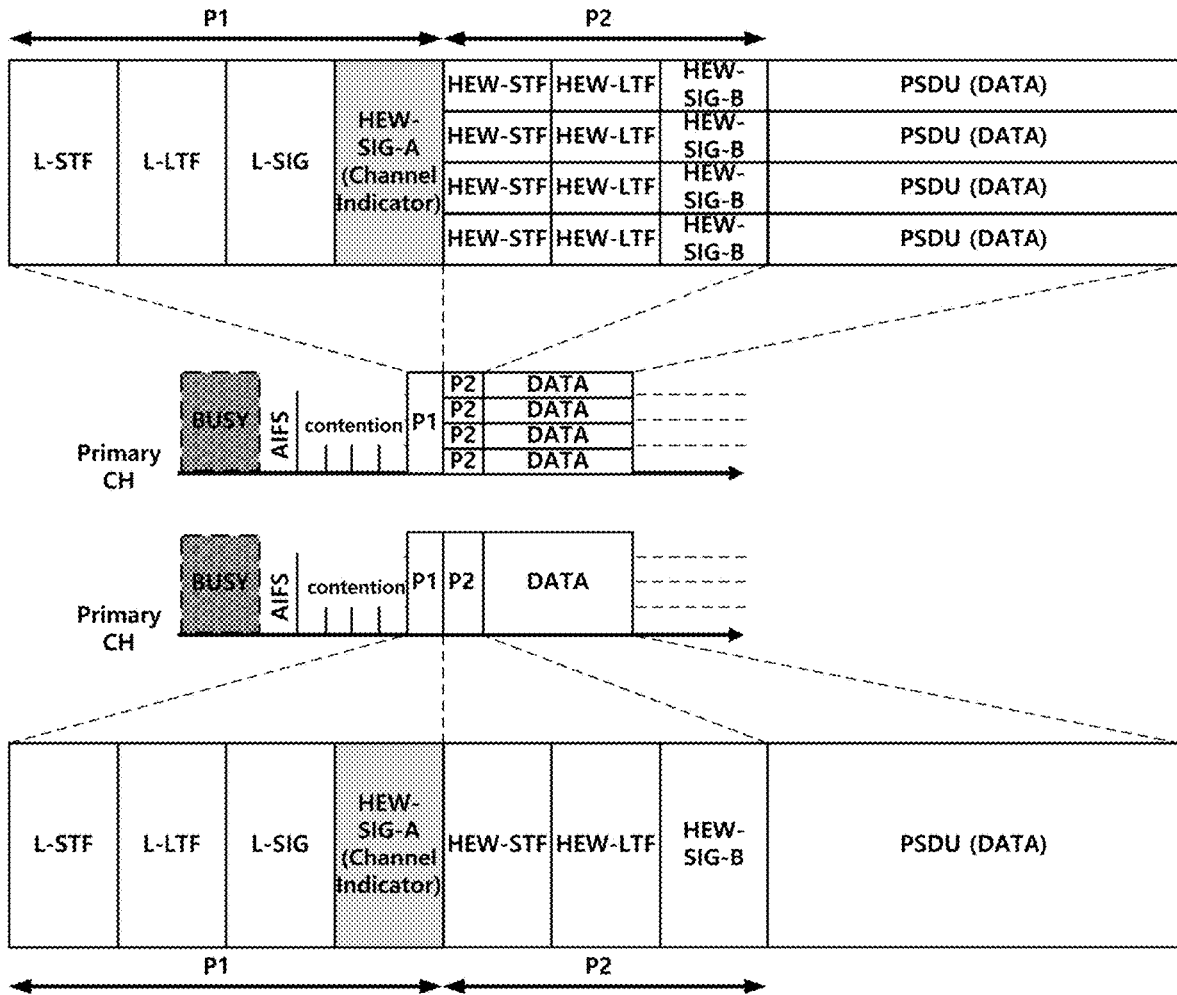 P1 P2
L-STF L-LTF L-SIG
HEW-
SIG-A
(Channel
Indicator)
HEW-STF HEW-LTF HEW-
SIG-B
PSDU (DATA)
HEW-STF HEW-LTF HEW-
SIG-B
PSDU (DATA)
HEW-STF HEW-LTF HEW-
SIG-B
PSDU (DATA)
HEW-STF HEW-LTF HEW-
SIG-B
PSDU (DATA)
Primary
CH
BUSY
AIFS
contention
P1
P2 DATA
P2 DATA
P2 DATA
P2 DATA
Primary
CH
BUSY
AIFS
contention
P1 P2 DATA
L-STF L-LTF L-SIG
HEW-
SIG-A
(Channel
Indicator)
HEW-STF HEW-LTF HEW-
SIG-B
PSDU (DATA)
P1 P2